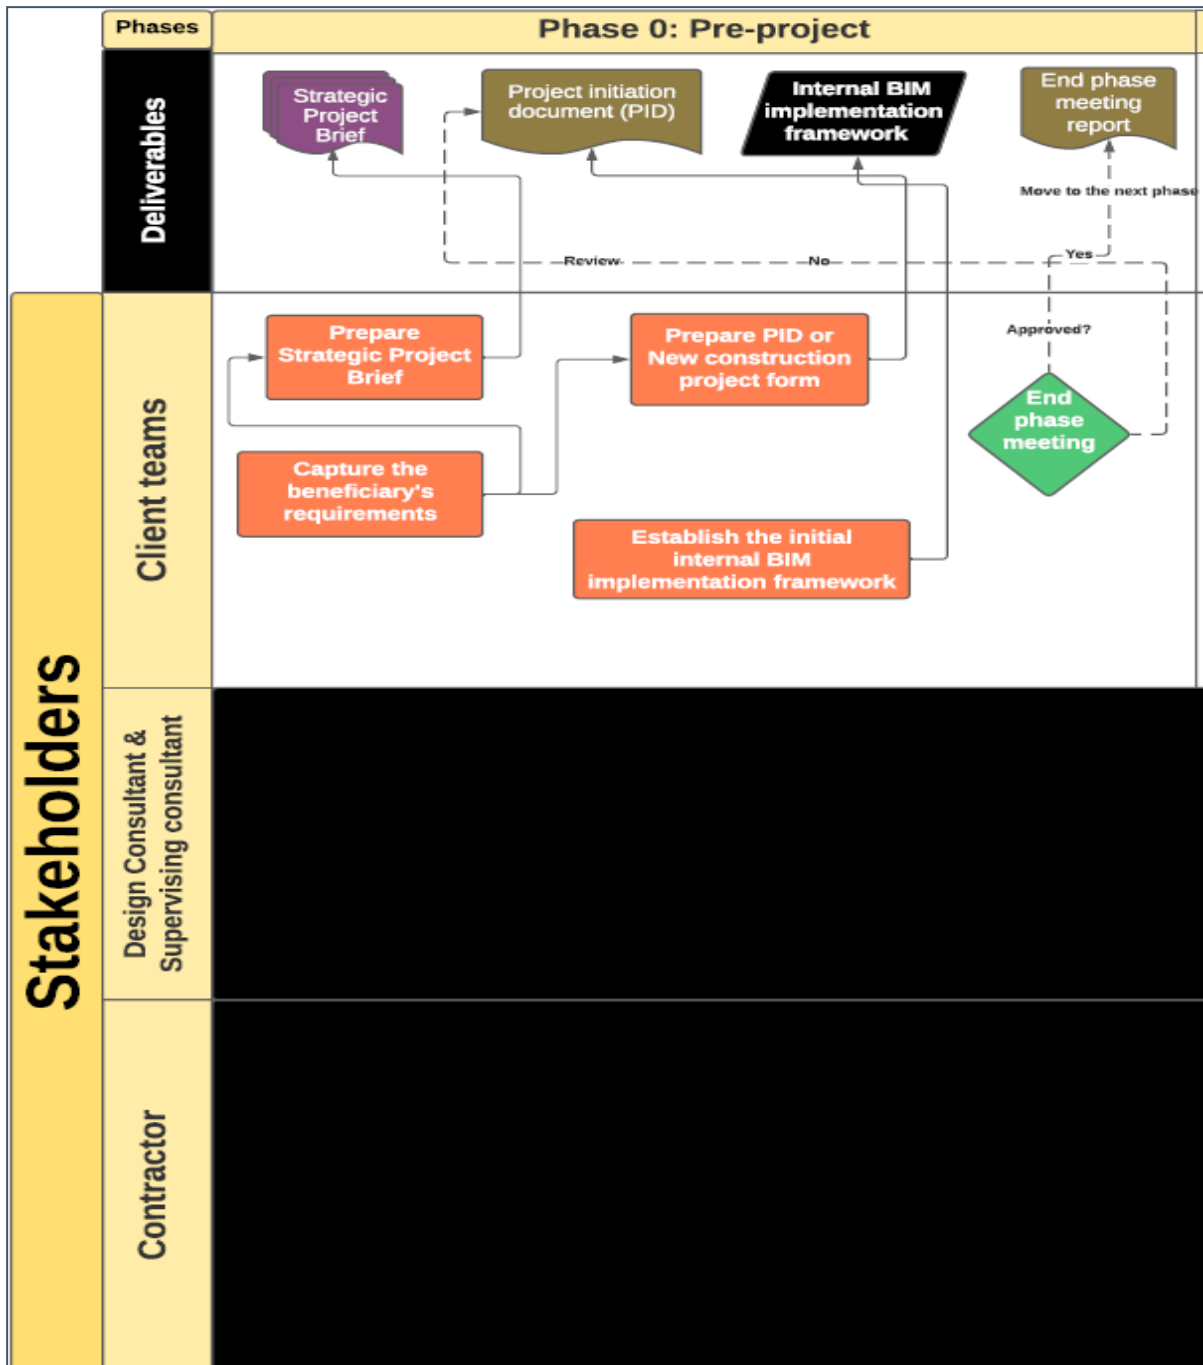 Phases
Phase 0: Pre-project
Deliverables
Strategic
Project
Brief
Project initiation
document (PID)
Internal BIM
implementation
framework
End phase
meeting
report
Move to the next phase
Review
No
Yes
Stakeholders
Client teams
Prepare
Strategic Project
Brief
Prepare PID or
New construction
project form
Approved?
End
phase
meeting
Capture the
beneficiary's
requirements
Establish the initial
internal BIM
implementation framework
Design Consultant &
Supervising consultant
Contractor